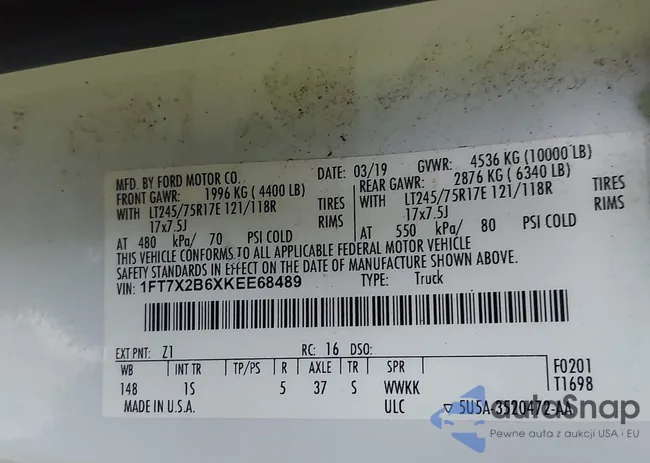 MFD. BY FORD MOTOR CO. DATE: 03/19 GVWR: 4536 KG (10000 LB)
FRONT GAWR: 1996 KG ( 4400 LB) REAR GAWR: 2876 KG ( 6340 LB)
WITH LT245/75R17E 121/118R TIRES WITH LT245/75R17E 121/118R TIRES
17x7.5J RIMS 17x7.5J RIMS
AT 480 kPa/ 70 PSI COLD AT 550 kPa/ 80 PSI COLD
THIS VEHICLE CONFORMS TO ALL APPLICABLE FEDERAL MOTOR VEHICLE
SAFETY STANDARDS IN EFFECT ON THE DATE OF MANUFACTURE SHOWN ABOVE.
VIN: 1FT7X2B6XKEE68489 TYPE: Truck
EXT PNT: Z1 RC: 16 DSO:
WB INT TR TP/PS R AXLE TR SPR F0201
148 1S 5 37 S WWKK T1698
MADE IN U.S.A. ULC ▽ 5U5A-3520472-AA
autoSnap
Pewne auta z aukcji USA i EU